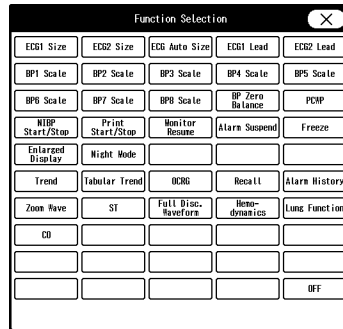 Function Selection
ECG1 Size ECG2 Size ECG Auto Size ECG1 Lead ECG2 Lead
BP1 Scale BP2 Scale BP3 Scale BP4 Scale BP5 Scale
BP6 Scale BP7 Scale BP8 Scale BP Zero Balance PCWP
NIBP Start/Stop Print Start/Stop Monitor Resume Alarm Suspend Freeze
Enlarged Display Night Mode
Trend Tabular Trend OCRG Recall Alarm History
Zoom Wave ST Full Disc. Waveform Hemo-dynamics Lung Function
CO
OFF